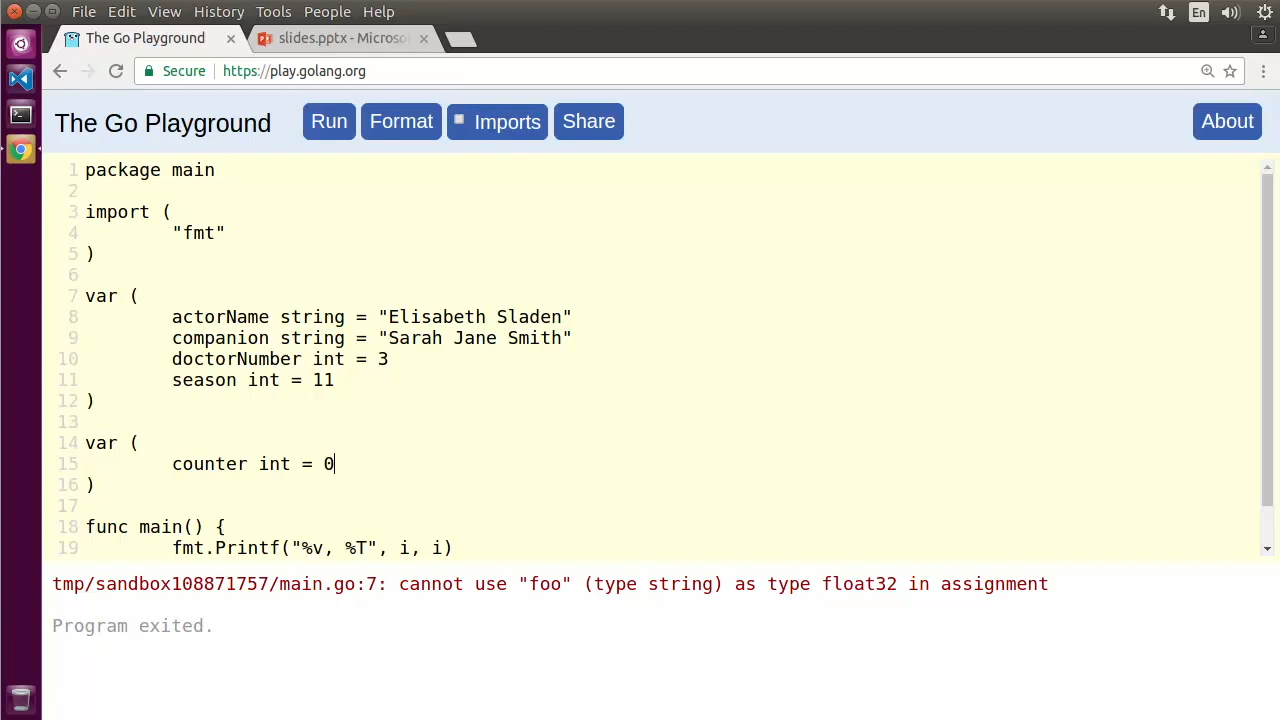 File Edit View History Tools People Help
En
The Go Playground
slides.pptx - Microso
Secure https://play.golang.org
The Go Playground Run Format Imports Share About
1 package main
2
3 import (
4 "fmt"
5 )
6
7 var (
8 actorName string = "Elisabeth Sladen"
9 companion string = "Sarah Jane Smith"
10 doctorNumber int = 3
11 season int = 11
12 )
13
14 var (
15 counter int = 0
16 )
17
18 func main() {
19 fmt.Printf("%v, %T", i, i)
tmp/sandbox108871757/main.go:7: cannot use "foo" (type string) as type float32 in assignment
Program exited.